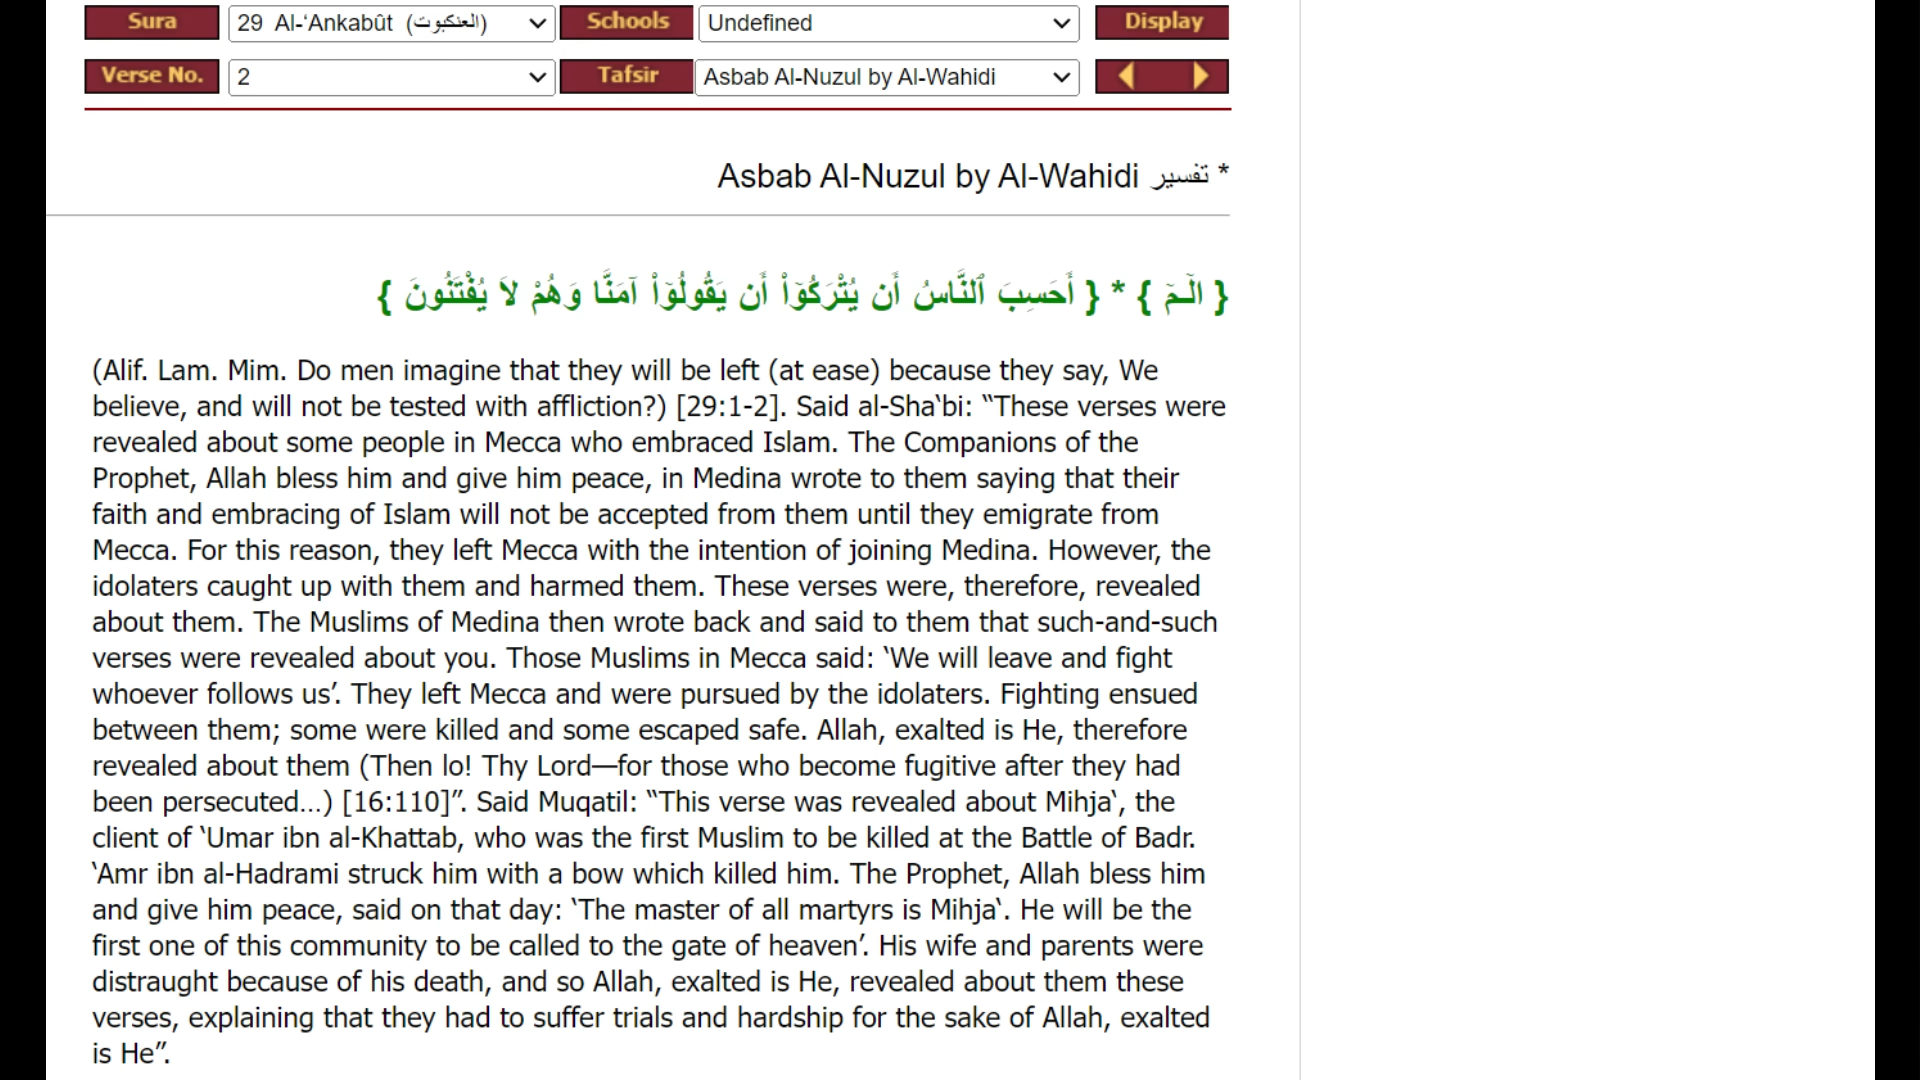 Sura 29 Al-‘Ankabût (العنكبوت) Schools Undefined Display
Verse No. 2 Tafsir Asbab Al-Nuzul by Al-Wahidi
* تفسير Asbab Al-Nuzul by Al-Wahidi
{ الۤـمۤ } * { أَحَسِبَ ٱلنَّاسُ أَن يُتْرَكُوۤاْ أَن يَقُولُوۤاْ آمَنَّا وَهُمْ لاَ يُفْتَنُونَ }
(Alif. Lam. Mim. Do men imagine that they will be left (at ease) because they say, We
believe, and will not be tested with affliction?) [29:1-2]. Said al-Sha‛bi: “These verses were
revealed about some people in Mecca who embraced Islam. The Companions of the
Prophet, Allah bless him and give him peace, in Medina wrote to them saying that their
faith and embracing of Islam will not be accepted from them until they emigrate from
Mecca. For this reason, they left Mecca with the intention of joining Medina. However, the
idolaters caught up with them and harmed them. These verses were, therefore, revealed
about them. The Muslims of Medina then wrote back and said to them that such-and-such
verses were revealed about you. Those Muslims in Mecca said: ‛We will leave and fight
whoever follows us’. They left Mecca and were pursued by the idolaters. Fighting ensued
between them; some were killed and some escaped safe. Allah, exalted is He, therefore
revealed about them (Then lo! Thy Lord—for those who become fugitive after they had
been persecuted…) [16:110]”. Said Muqatil: “This verse was revealed about Mihja‛, the
client of ‛Umar ibn al-Khattab, who was the first Muslim to be killed at the Battle of Badr.
‛Amr ibn al-Hadrami struck him with a bow which killed him. The Prophet, Allah bless him
and give him peace, said on that day: ‛The master of all martyrs is Mihja‛. He will be the
first one of this community to be called to the gate of heaven’. His wife and parents were
distraught because of his death, and so Allah, exalted is He, revealed about them these
verses, explaining that they had to suffer trials and hardship for the sake of Allah, exalted
is He”.